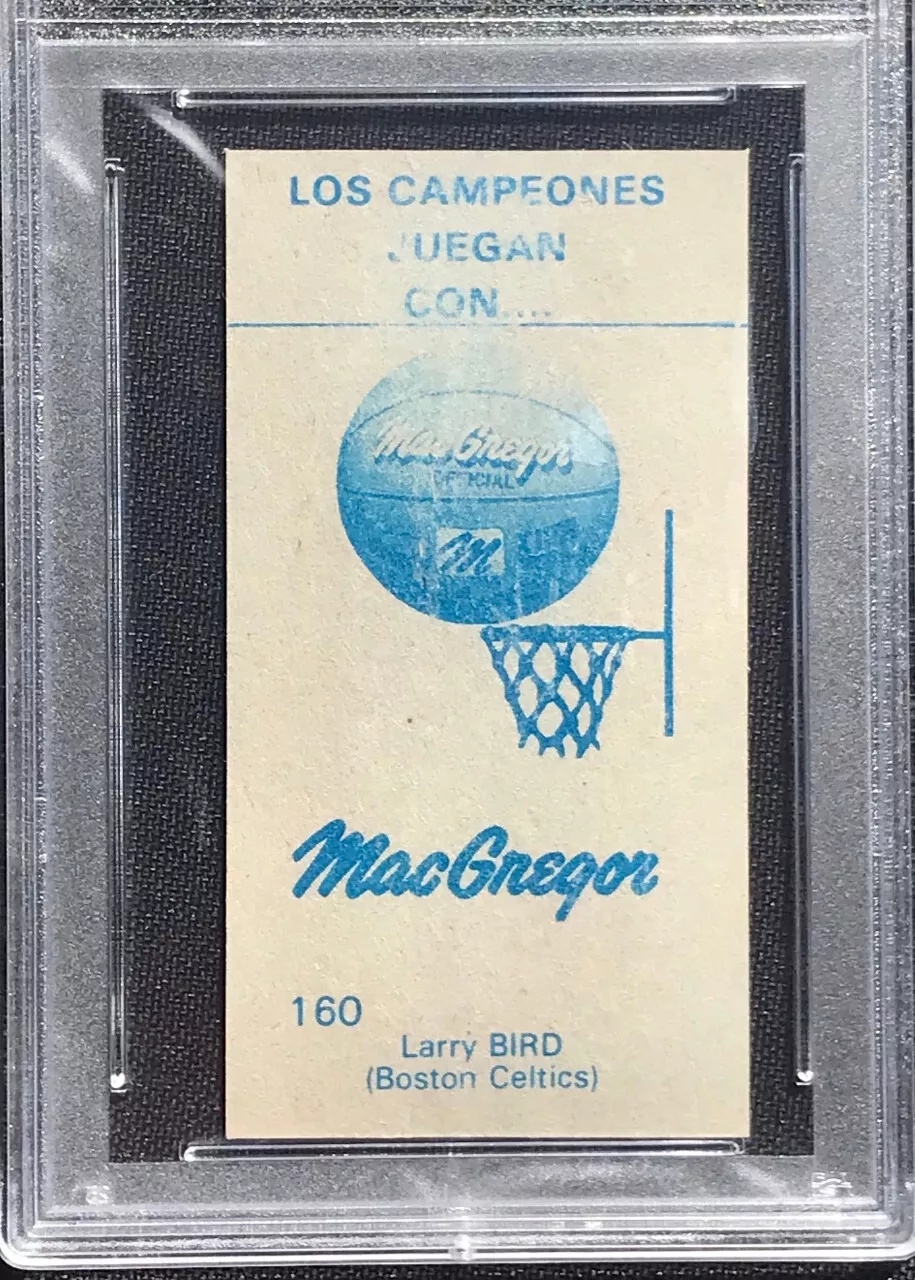 LOS CAMPEONES
JUEGAN
CON....
MacGregor
OFFICIAL
M
MacGregor
160
Larry BIRD
(Boston Celtics)